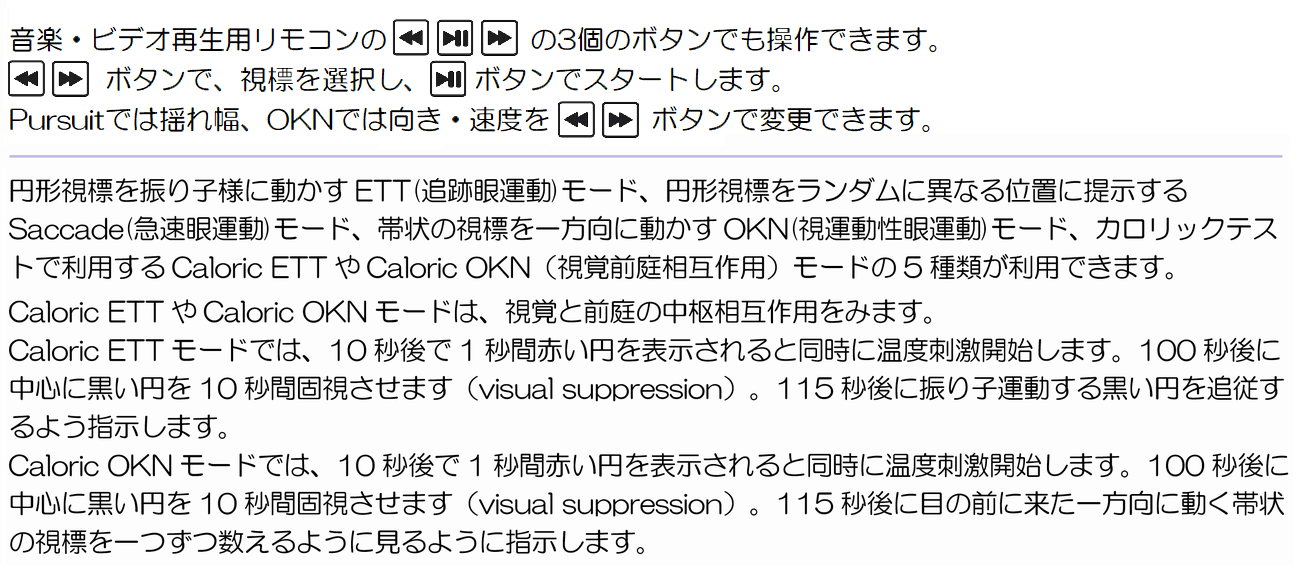 音楽・ビデオ再生用リモコンの ⏪ ⏯ ⏩ の3個のボタンでも操作できます。
⏪ ⏩ ボタンで、視標を選択し、⏯ ボタンでスタートします。
Pursuitでは揺れ幅、OKNでは向き・速度を ⏪ ⏩ ボタンで変更できます。
円形視標を振り子様に動かす ETT(追跡眼運動)モード、円形視標をランダムに異なる位置に提示する
Saccade(急速眼運動)モード、帯状の視標を一方向に動かす OKN(視運動性眼運動)モード、カロリックテス
トで利用する Caloric ETT や Caloric OKN（視覚前庭相互作用）モードの 5 種類が利用できます。
Caloric ETT や Caloric OKN モードは、視覚と前庭の中枢相互作用をみます。
Caloric ETT モードでは、10 秒後で 1 秒間赤い円を表示されると同時に温度刺激開始します。100 秒後に
中心に黒い円を 10 秒間固視させます（visual suppression）。115 秒後に振り子運動する黒い円を追従す
るよう指示します。
Caloric OKN モードでは、10 秒後で 1 秒間赤い円を表示されると同時に温度刺激開始します。100 秒後に
中心に黒い円を 10 秒間固視させます（visual suppression）。115 秒後に目の前に来た一方向に動く帯状
の視標を一つずつ数えるように見るように指示します。